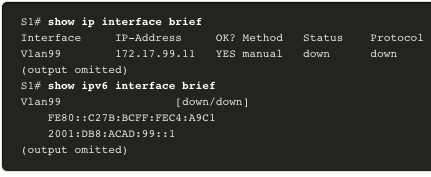 S1# show ip interface brief
Interface     IP-Address     OK? Method   Status    Protocol
Vlan99        172.17.99.11   YES manual   down      down
(output omitted)
S1# show ipv6 interface brief
Vlan99                 [down/down]
    FE80::C27B:BCFF:FEC4:A9C1
    2001:DB8:ACAD:99::1
(output omitted)